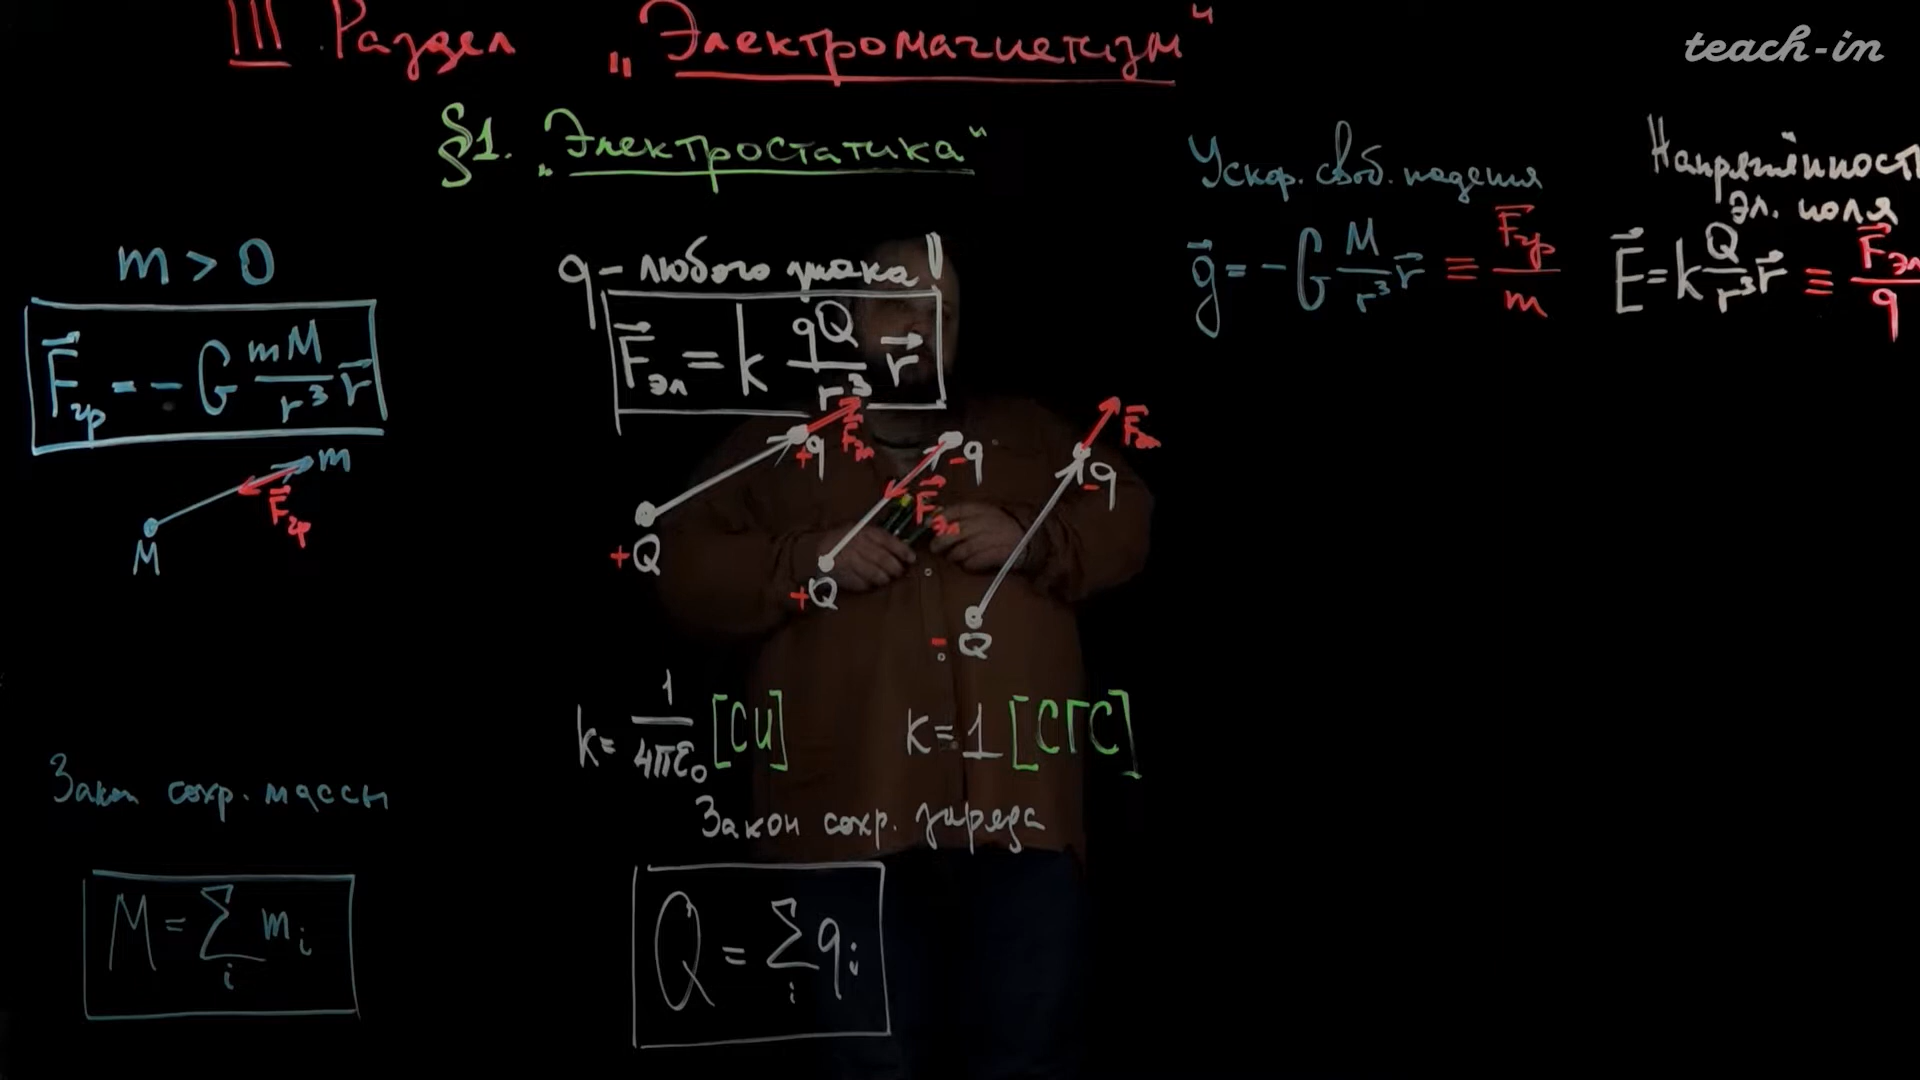 III Раздел „Электромагнетизм“
teach-in
§1. „Электростатика“
m > 0
F⃗гр = -G mM/r³ r⃗
m
F⃗гр
M
q - любого знака!
F⃗эл = k qQ/r³ r⃗
+q
F⃗эл
+Q
-q
F⃗эл
+Q
-q
F⃗эл
-Q
k = 1/4πε₀ [СИ]
k = 1 [СГС]
Ускор. своб. падения
g⃗ = -G M/r³ r⃗ ≡ F⃗гр/m
Напряжённость
эл. поля
E⃗ = k Q/r³ r⃗ ≡ F⃗эл/q
Закон сохр. массы
M = Σi mi
Закон сохр. заряда
Q = Σi qi